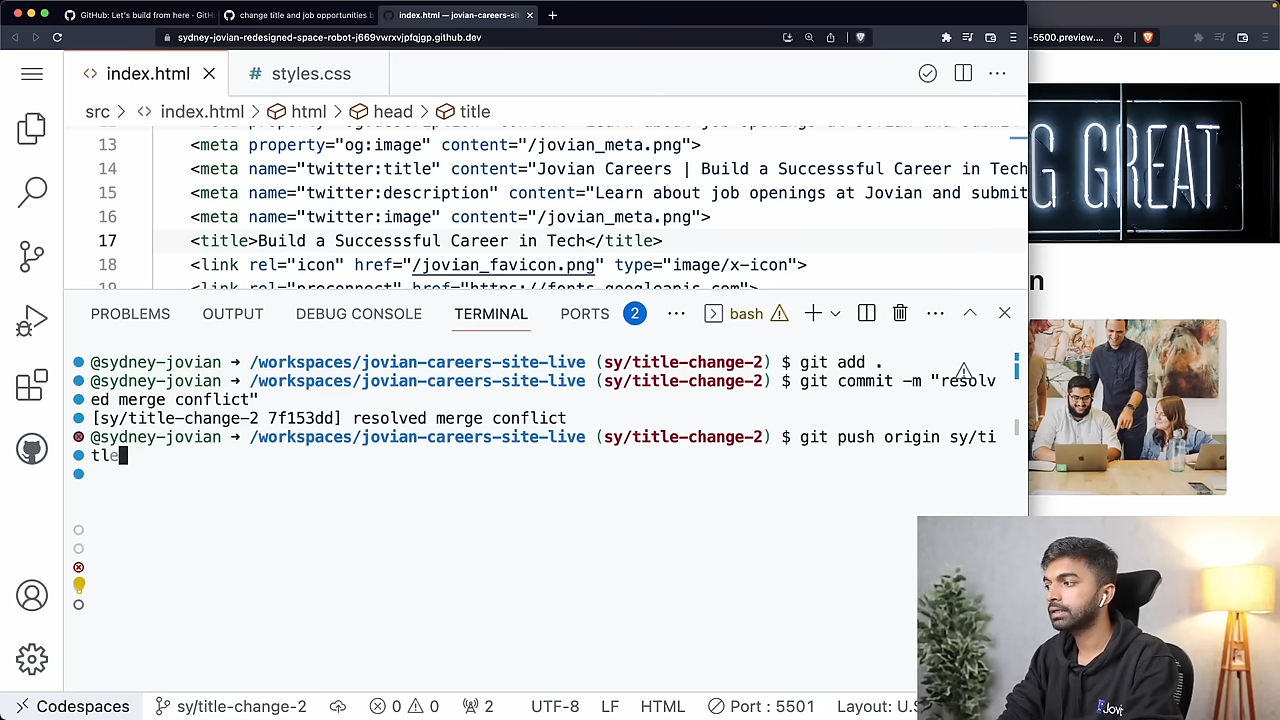 GitHub: Let's build from here · GitH
change title and job opportunities b
index.html — jovian-careers-si
sydney-jovian-redesigned-space-robot-j669vwrxvjpfqjgp.github.dev
-5500.preview....
index.html
# styles.css
src > index.html > html > head > title
13 <meta property="og:image" content="/jovian_meta.png">
14 <meta name="twitter:title" content="Jovian Careers | Build a Successsful Career in Tech
15 <meta name="twitter:description" content="Learn about job openings at Jovian and submit
16 <meta name="twitter:image" content="/jovian_meta.png">
17 <title>Build a Successsful Career in Tech</title>
18 <link rel="icon" href="/jovian_favicon.png" type="image/x-icon">
G GREAT
n
PROBLEMS OUTPUT DEBUG CONSOLE TERMINAL PORTS 2 ... bash
@sydney-jovian → /workspaces/jovian-careers-site-live (sy/title-change-2) $ git add .
@sydney-jovian → /workspaces/jovian-careers-site-live (sy/title-change-2) $ git commit -m "resolv
ed merge conflict"
[sy/title-change-2 7f153dd] resolved merge conflict
@sydney-jovian → /workspaces/jovian-careers-site-live (sy/title-change-2) $ git push origin sy/ti
tle
Jovi
Codespaces sy/title-change-2 0 0 2 UTF-8 LF HTML Port : 5501 Layout: U.S